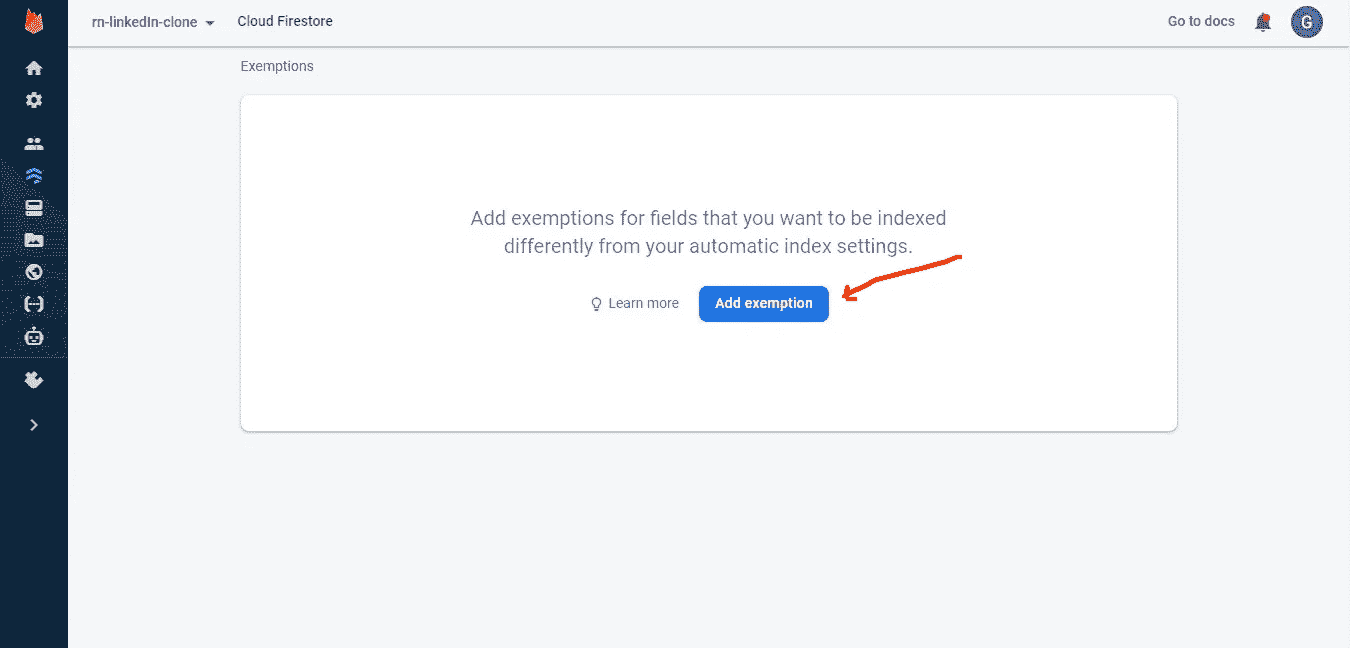 rn-linkedIn-clone
Cloud Firestore
Go to docs
G
Exemptions
Add exemptions for fields that you want to be indexed
differently from your automatic index settings.
Learn more
Add exemption